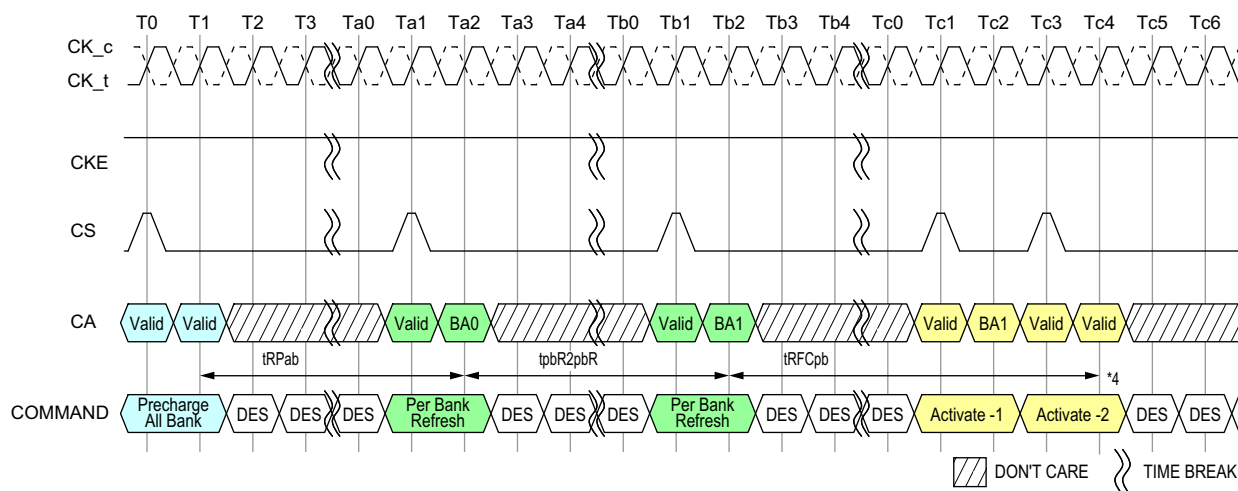 T0 T1 T2 T3 Ta0 Ta1 Ta2 Ta3 Ta4 Tb0 Tb1 Tb2 Tb3 Tb4 Tc0 Tc1 Tc2 Tc3 Tc4 Tc5 Tc6
CK_c
CK_t
CKE
CS
CA Valid Valid Valid BA0 Valid BA1 Valid BA1 Valid Valid
tRPab tpbR2pbR tRFCpb *4
COMMAND Precharge All Bank DES DES DES Per Bank Refresh DES DES DES Per Bank Refresh DES DES DES Activate -1 Activate -2 DES DES
DON'T CARE TIME BREAK